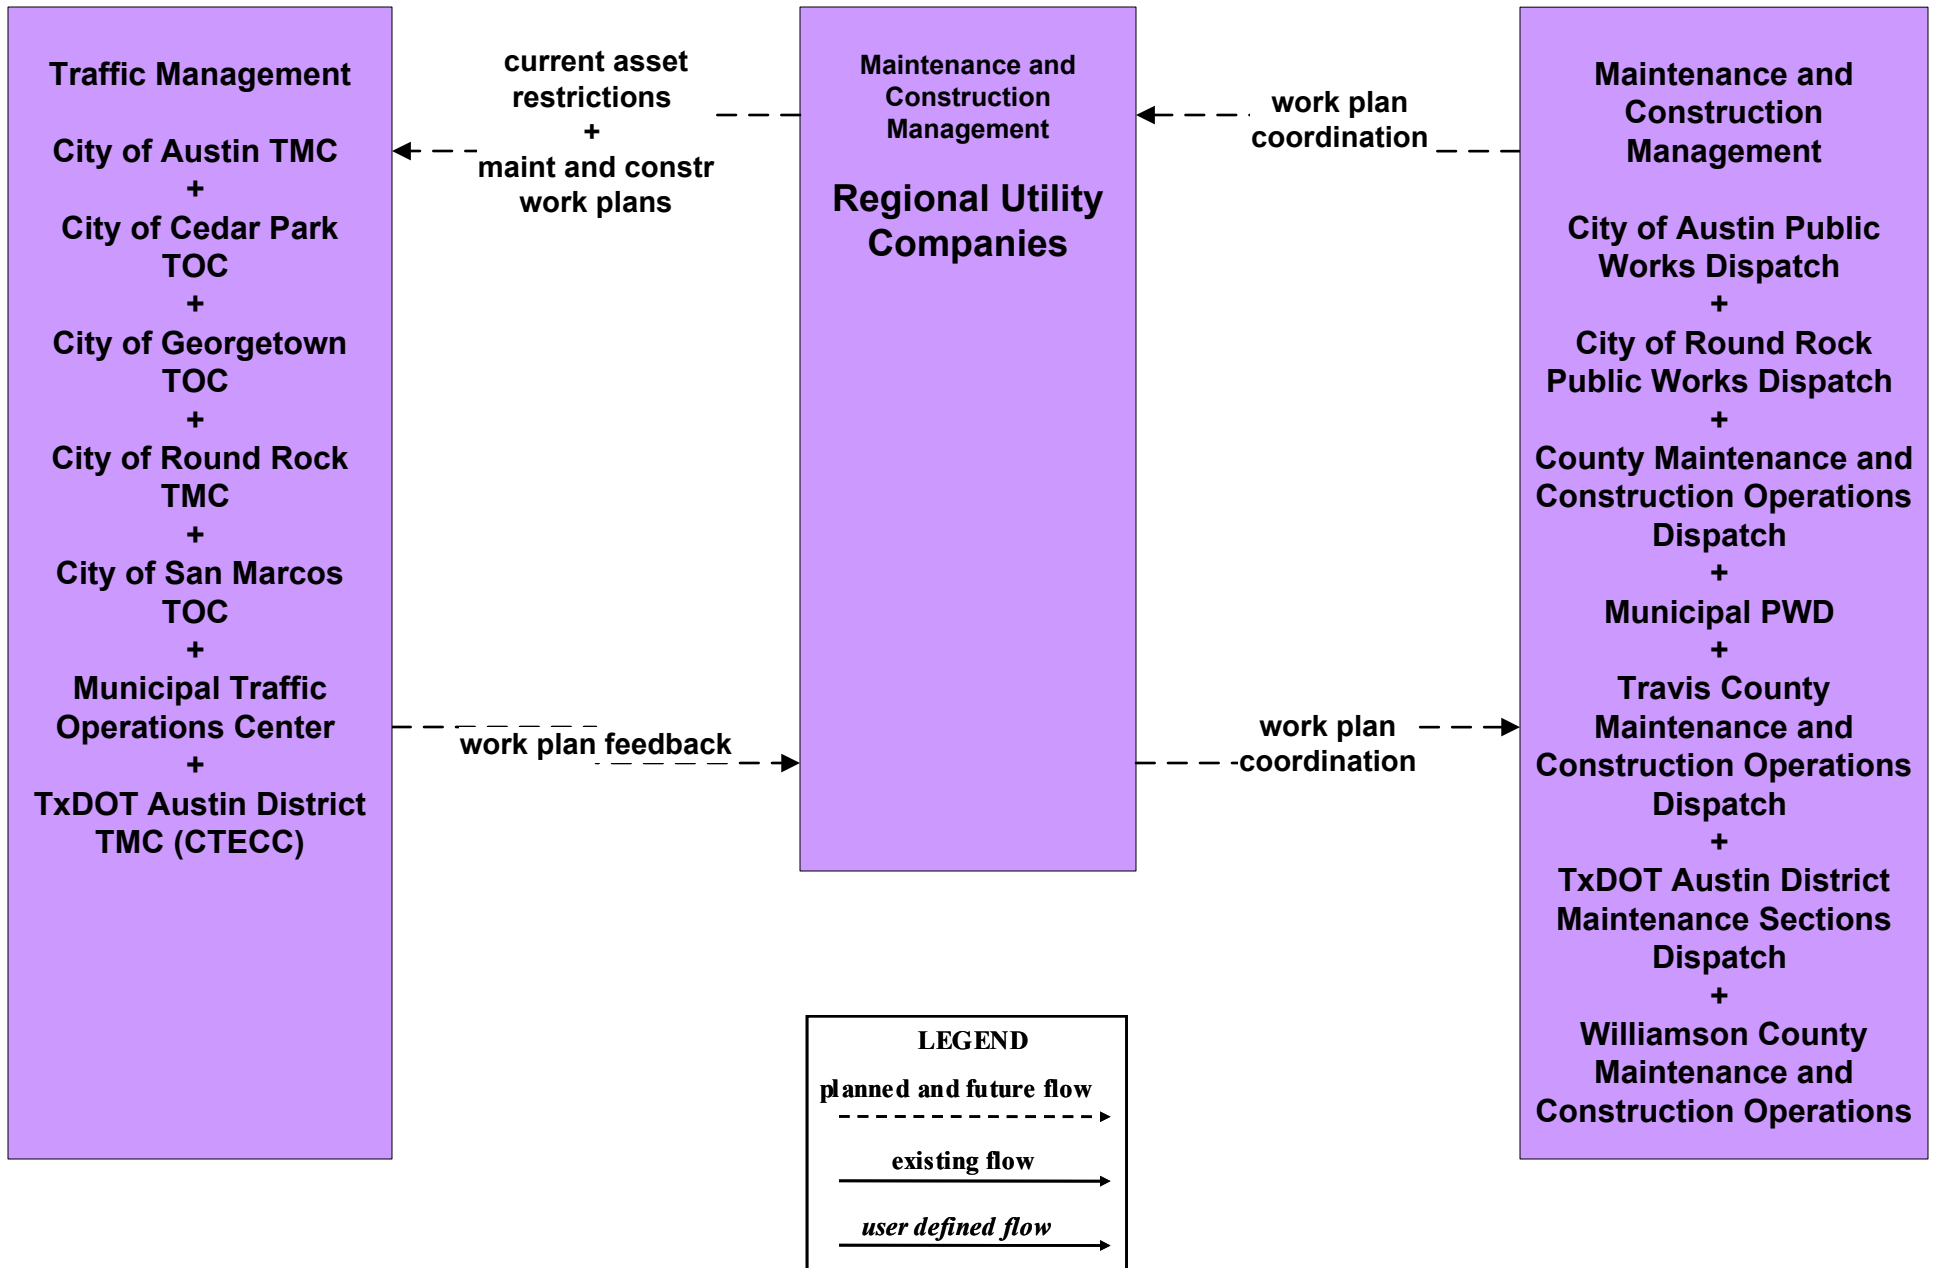 Traffic Management
City of Austin TMC
+
City of Cedar Park
TOC
+
City of Georgetown
TOC
+
City of Round Rock
TMC
+
City of San Marcos
TOC
+
Municipal Traffic
Operations Center
+
TxDOT Austin District
TMC (CTECC)
current asset
restrictions
+
maint and constr
work plans
work plan feedback
Maintenance and
Construction
Management
Regional Utility
Companies
work plan
coordination
work plan
coordination
Maintenance and
Construction
Management
City of Austin Public
Works Dispatch
+
City of Round Rock
Public Works Dispatch
+
County Maintenance and
Construction Operations
Dispatch
+
Municipal PWD
+
Travis County
Maintenance and
Construction Operations
Dispatch
+
TxDOT Austin District
Maintenance Sections
Dispatch
+
Williamson County
Maintenance and
Construction Operations
LEGEND
planned and future flow
existing flow
user defined flow